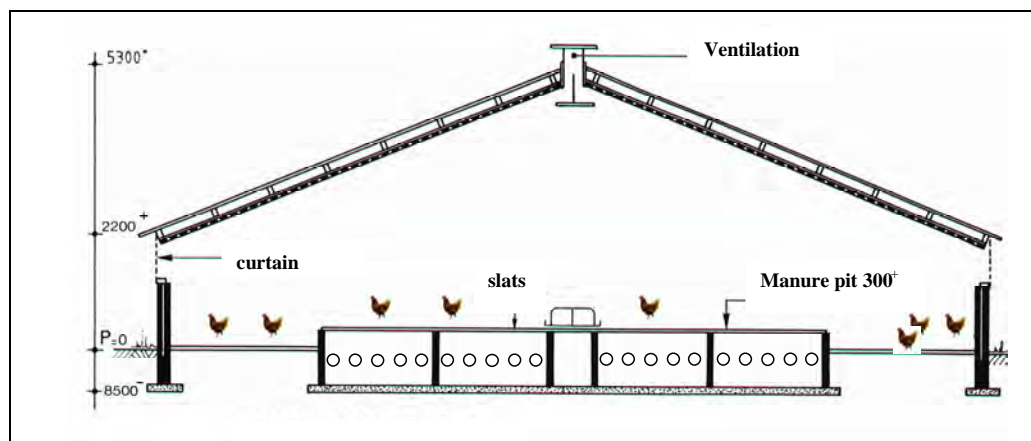 5300+
Ventilation
2200+
curtain
slats
Manure pit 300+
P=0
8500-